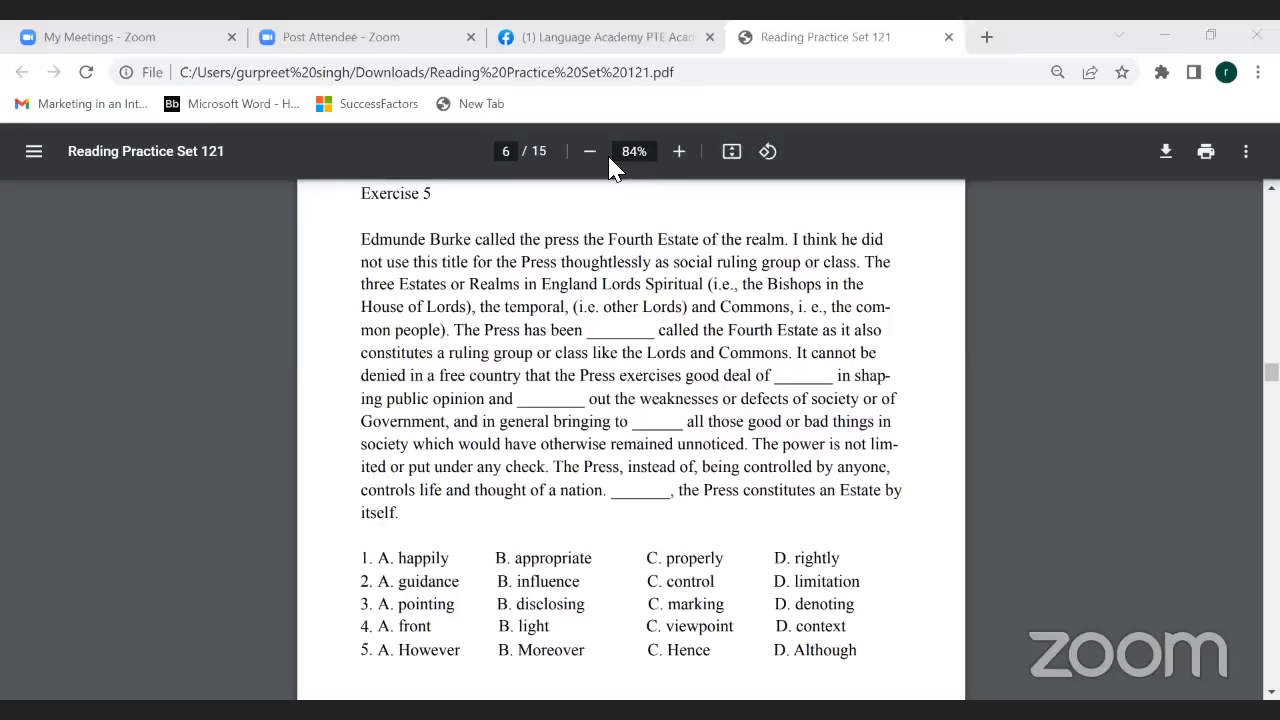 My Meetings - Zoom
Post Attendee - Zoom
(1) Language Academy PTE Acad
Reading Practice Set 121
File C:/Users/gurpreet%20singh/Downloads/Reading%20Practice%20Set%20121.pdf
r
Marketing in an Int...
Bb Microsoft Word - H...
SuccessFactors
New Tab
Reading Practice Set 121
6 / 15
84%
Exercise 5
Edmunde Burke called the press the Fourth Estate of the realm. I think he did
not use this title for the Press thoughtlessly as social ruling group or class. The
three Estates or Realms in England Lords Spiritual (i.e., the Bishops in the
House of Lords), the temporal, (i.e. other Lords) and Commons, i. e., the com-
mon people). The Press has been ________ called the Fourth Estate as it also
constitutes a ruling group or class like the Lords and Commons. It cannot be
denied in a free country that the Press exercises good deal of _______ in shap-
ing public opinion and ________ out the weaknesses or defects of society or of
Government, and in general bringing to ______ all those good or bad things in
society which would have otherwise remained unnoticed. The power is not lim-
ited or put under any check. The Press, instead of, being controlled by anyone,
controls life and thought of a nation. _______, the Press constitutes an Estate by
itself.
1. A. happily B. appropriate C. properly D. rightly
2. A. guidance B. influence C. control D. limitation
3. A. pointing B. disclosing C. marking D. denoting
4. A. front B. light C. viewpoint D. context
5. A. However B. Moreover C. Hence D. Although
zoom